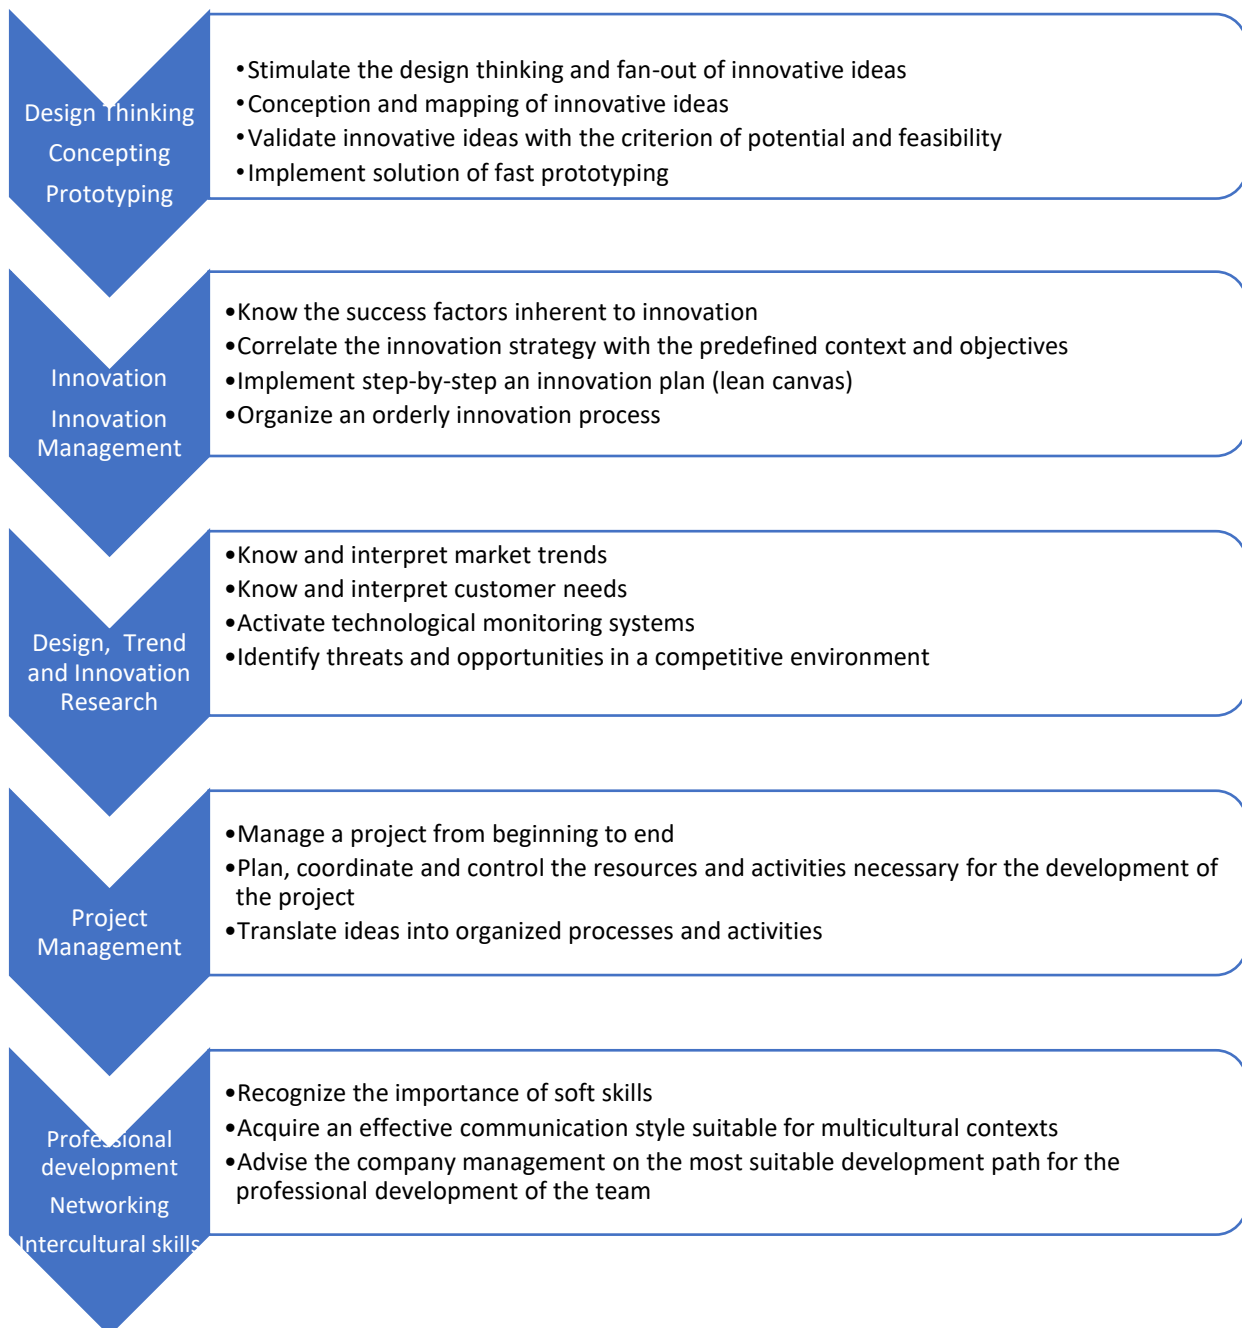 Design Thinking
Concepting
Prototyping
•Stimulate the design thinking and fan-out of innovative ideas
•Conception and mapping of innovative ideas
•Validate innovative ideas with the criterion of potential and feasibility
•Implement solution of fast prototyping
Innovation
Innovation
Management
•Know the success factors inherent to innovation
•Correlate the innovation strategy with the predefined context and objectives
•Implement step-by-step an innovation plan (lean canvas)
•Organize an orderly innovation process
Design,  Trend
and Innovation
Research
•Know and interpret market trends
•Know and interpret customer needs
•Activate technological monitoring systems
•Identify threats and opportunities in a competitive environment
Project
Management
•Manage a project from beginning to end
•Plan, coordinate and control the resources and activities necessary for the development of
the project
•Translate ideas into organized processes and activities
Professional
development
Networking
Intercultural skills
•Recognize the importance of soft skills
•Acquire an effective communication style suitable for multicultural contexts
•Advise the company management on the most suitable development path for the
professional development of the team